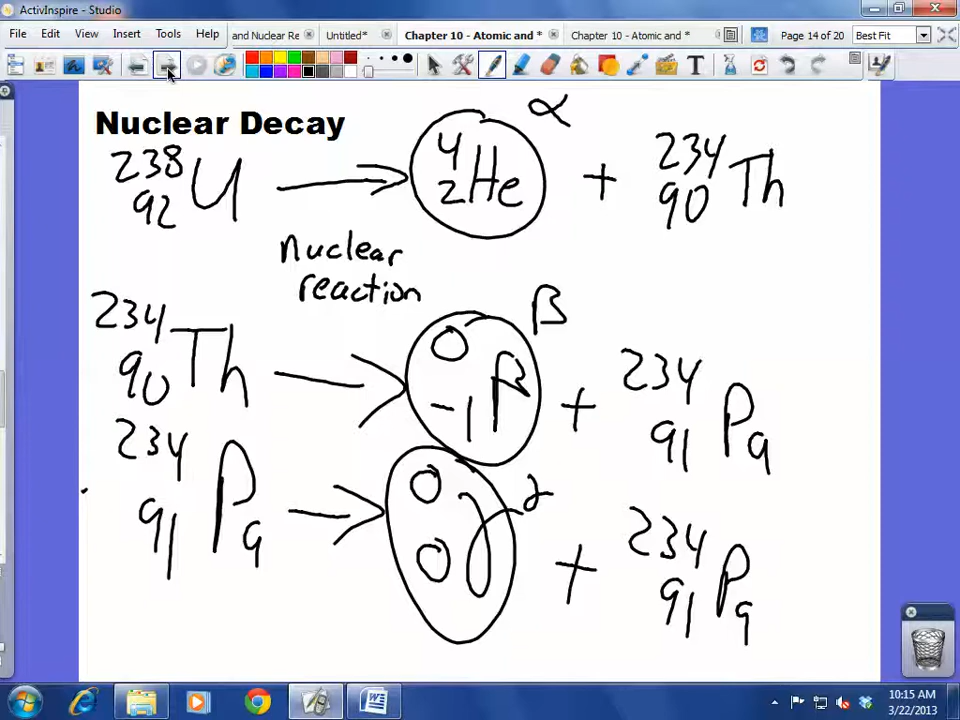 ActivInspire - Studio
File Edit View Insert Tools Help and Nuclear Re Untitled* Chapter 10 - Atomic and * Chapter 10 - Atomic and * Page 14 of 20 Best Fit
Nuclear Decay
α
238 92 U → 4 2 He + 234 90 Th
nuclear
reaction
β
234 90 Th → 0 -1 β + 234 91 Pa
234 91 Pa → 0 0 γ γ + 234 91 Pa
10:15 AM
3/22/2013